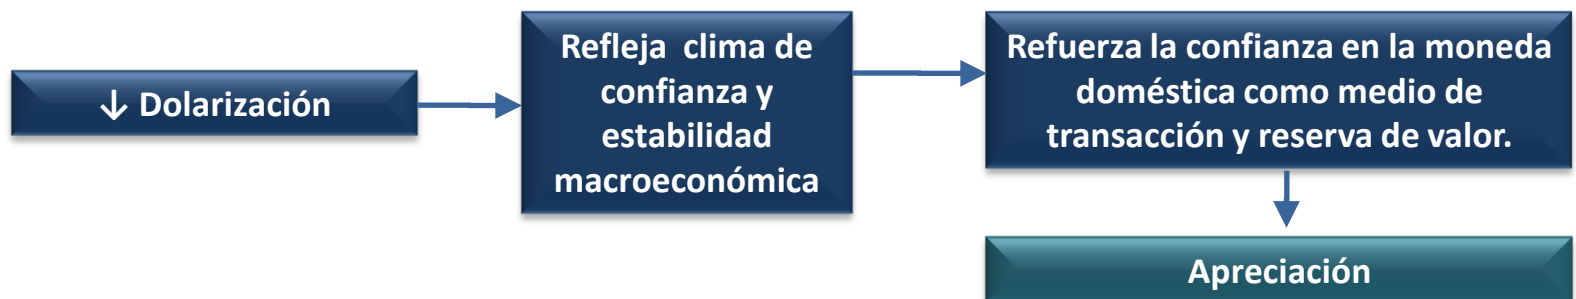 ↓ Dolarización
Refleja clima de
confianza y
estabilidad
macroeconómica
Refuerza la confianza en la moneda
doméstica como medio de
transacción y reserva de valor.
Apreciación